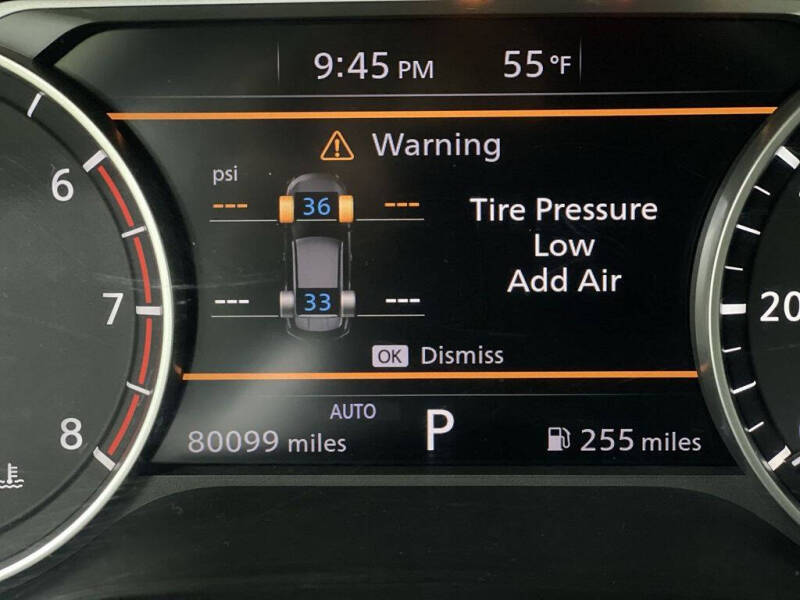 9:45 PM 55 °F
Warning
psi
6
--- 36 ---
Tire Pressure
Low
Add Air
7
--- 33 ---
20
OK Dismiss
AUTO
8
80099 miles P 255 miles